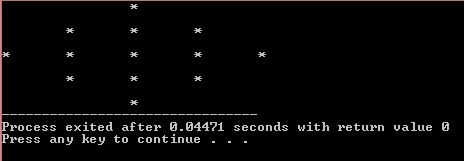 *
* * *
* * * * *
* * *
*
--------------------------------
Process exited after 0.04471 seconds with return value 0
Press any key to continue . . .